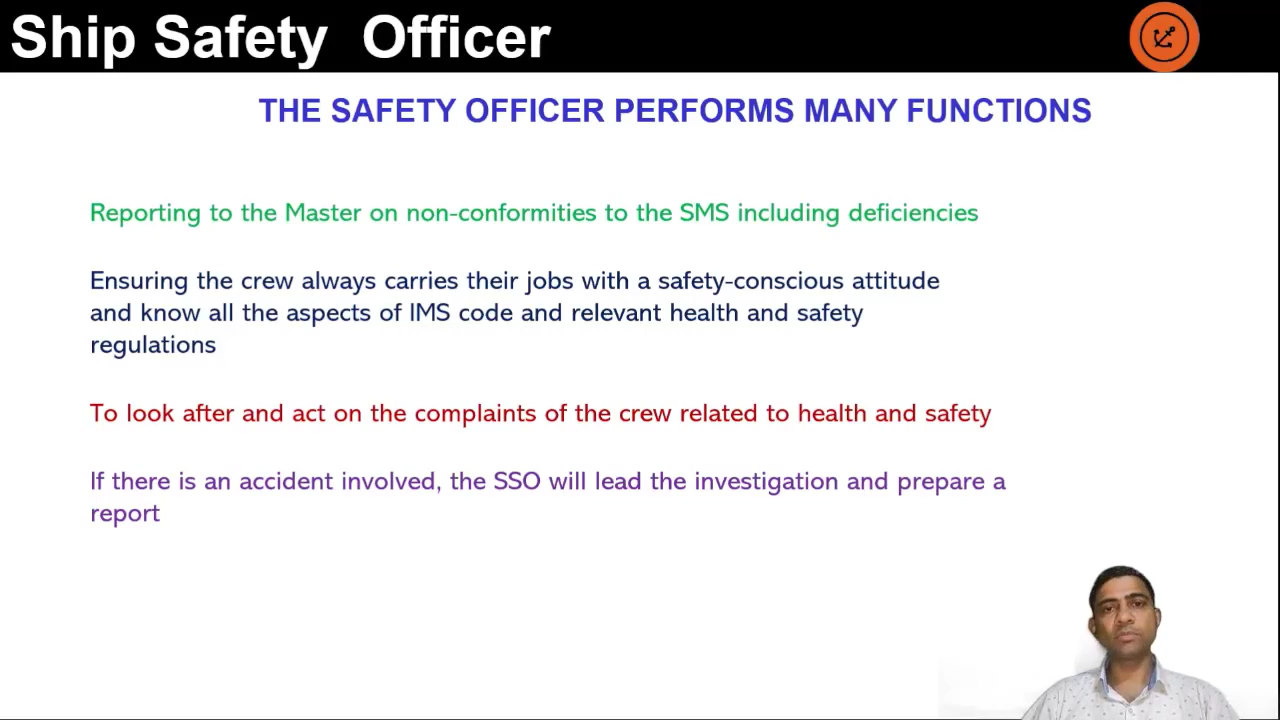 Ship Safety Officer
THE SAFETY OFFICER PERFORMS MANY FUNCTIONS
Reporting to the Master on non-conformities to the SMS including deficiencies
Ensuring the crew always carries their jobs with a safety-conscious attitude
and know all the aspects of IMS code and relevant health and safety
regulations
To look after and act on the complaints of the crew related to health and safety
If there is an accident involved, the SSO will lead the investigation and prepare a
report